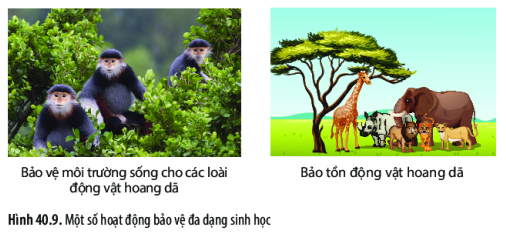 Bảo vệ môi trường sống cho các loài
động vật hoang dã
Bảo tồn động vật hoang dã
Hình 40.9. Một số hoạt động bảo vệ đa dạng sinh học